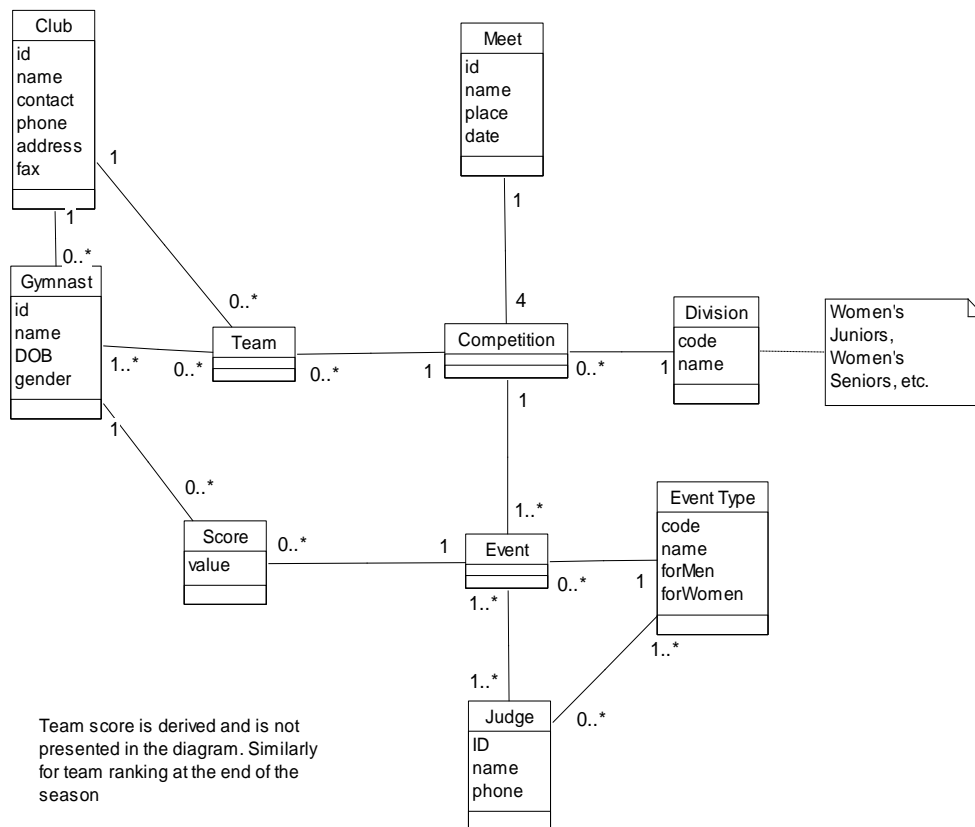 Club
id
name
contact
phone
address
fax
Meet
id
name
place
date
1
1
1
0..*
Gymnast
id
name
DOB
gender
0..*
4
Team
Competition
Division
code
name
Women's
Juniors,
Women's
Seniors, etc.
1..*
0..*
0..*
1
0..*
1
1
1
0..*
1..*
Event Type
code
name
forMen
forWomen
Score
value
0..*
1
Event
0..*
1
1..*
1..*
1..*
0..*
Judge
ID
name
phone
Team score is derived and is not
presented in the diagram. Similarly
for team ranking at the end of the
season